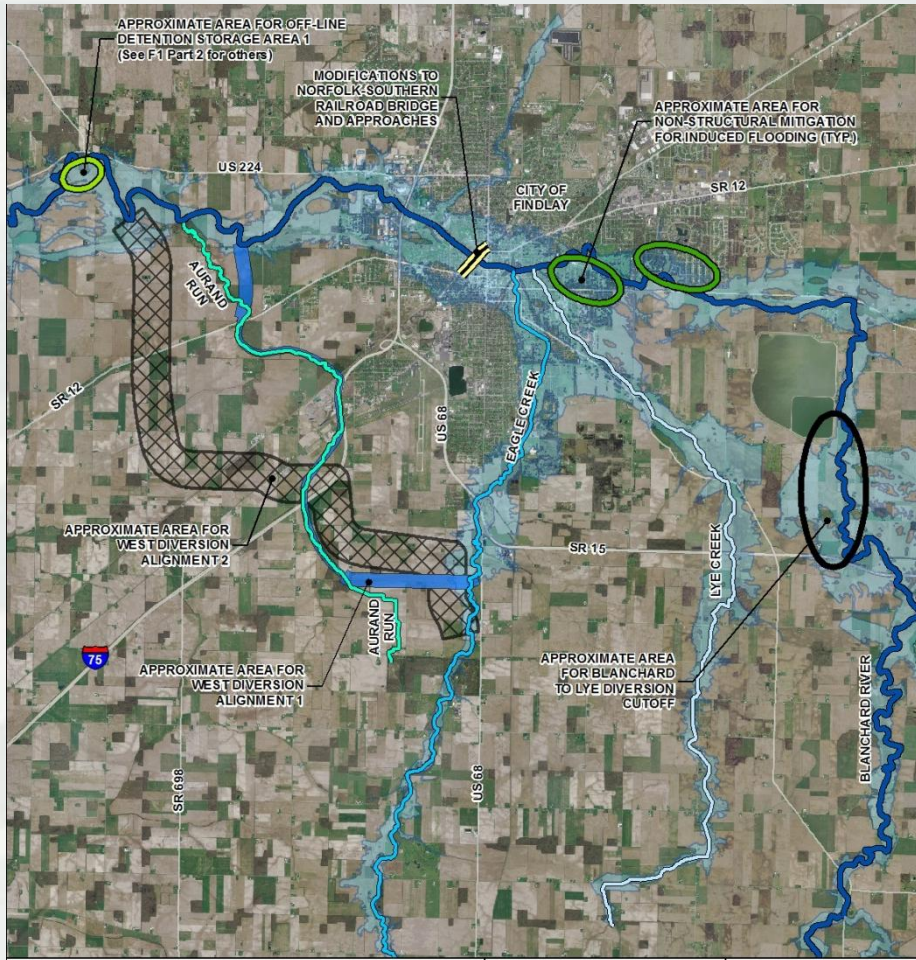 APPROXIMATE AREA FOR OFF-LINE
DETENTION STORAGE AREA 1
(See F1 Part 2 for others)
MODIFICATIONS TO
NORFOLK-SOUTHERN
RAILROAD BRIDGE
AND APPROACHES
APPROXIMATE AREA FOR
NON-STRUCTURAL MITIGATION
FOR INDUCED FLOODING (TYP.)
US 224
SR 12
CITY OF
FINDLAY
AURAND
RUN
SR 12
US 68
EAGLE CREEK
APPROXIMATE AREA FOR
WEST DIVERSION
ALIGNMENT 2
SR 15
LYE CREEK
AURAND
RUN
75
APPROXIMATE AREA FOR
WEST DIVERSION
ALIGNMENT 1
APPROXIMATE AREA
FOR BLANCHARD
TO LYE DIVERSION
CUTOFF
BLANCHARD RIVER
SR 698
US 68